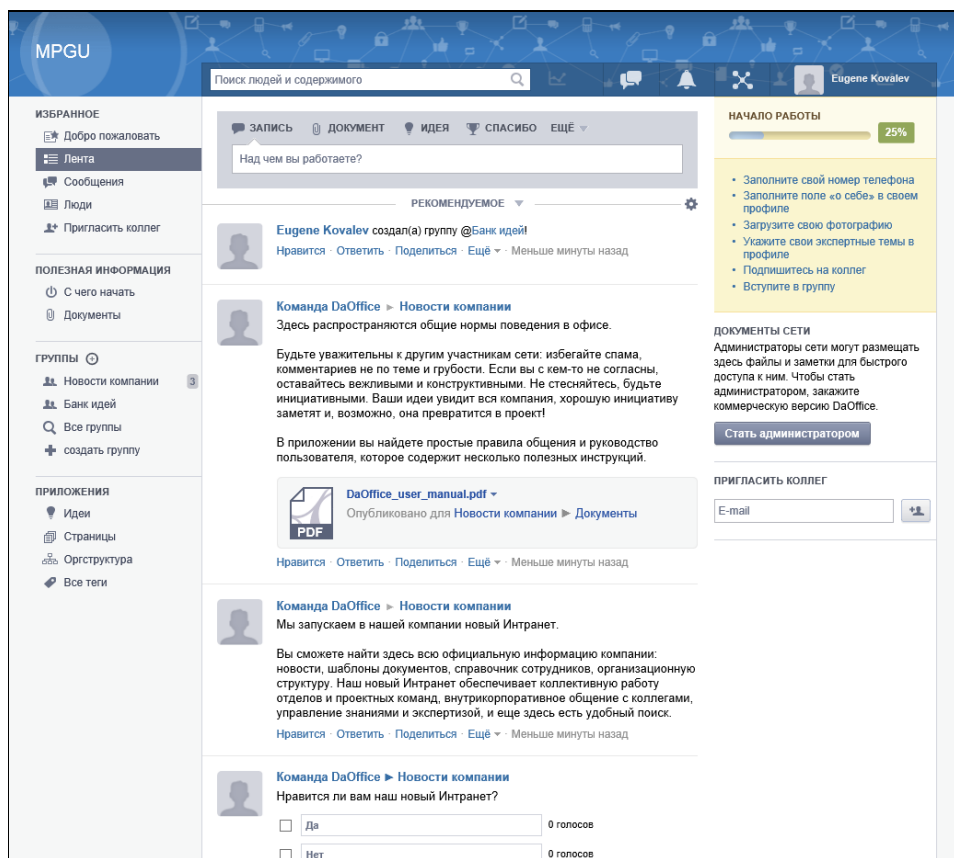 MPGU
Поиск людей и содержимого
Eugene Kovalev
ИЗБРАННОЕ
Добро пожаловать
Лента
Сообщения
Люди
Пригласить коллег
ПОЛЕЗНАЯ ИНФОРМАЦИЯ
С чего начать
Документы
ГРУППЫ
Новости компании 3
Банк идей
Все группы
создать группу
ПРИЛОЖЕНИЯ
Идеи
Страницы
Оргструктура
Все теги
ЗАПИСЬ ДОКУМЕНТ ИДЕЯ СПАСИБО ЕЩЁ
Над чем вы работаете?
РЕКОМЕНДУЕМОЕ
Eugene Kovalev создал(а) группу @Банк идей!
Нравится · Ответить · Поделиться · Ещё · Меньше минуты назад
Команда DaOffice ► Новости компании
Здесь распространяются общие нормы поведения в офисе.
Будьте уважительны к другим участникам сети: избегайте спама,
комментариев не по теме и грубости. Если вы с кем-то не согласны,
оставайтесь вежливыми и конструктивными. Не стесняйтесь, будьте
инициативными. Ваши идеи увидит вся компания, хорошую инициативу
заметят и, возможно, она превратится в проект!
В приложении вы найдете простые правила общения и руководство
пользователя, которое содержит несколько полезных инструкций.
PDF
DaOffice_user_manual.pdf
Опубликовано для Новости компании ► Документы
Нравится · Ответить · Поделиться · Ещё · Меньше минуты назад
Команда DaOffice ► Новости компании
Мы запускаем в нашей компании новый Интранет.
Вы сможете найти здесь всю официальную информацию компании:
новости, шаблоны документов, справочник сотрудников, организационную
структуру. Наш новый Интранет обеспечивает коллективную работу
отделов и проектных команд, внутрикорпоративное общение с коллегами,
управление знаниями и экспертизой, и еще здесь есть удобный поиск.
Нравится · Ответить · Поделиться · Ещё · Меньше минуты назад
Команда DaOffice ► Новости компании
Нравится ли вам наш новый Интранет?
Да 0 голосов
Нет 0 голосов
НАЧАЛО РАБОТЫ
25%
• Заполните свой номер телефона
• Заполните поле «о себе» в своем
профиле
• Загрузите свою фотографию
• Укажите свои экспертные темы в
профиле
• Подпишитесь на коллег
• Вступите в группу
ДОКУМЕНТЫ СЕТИ
Администраторы сети могут размещать
здесь файлы и заметки для быстрого
доступа к ним. Чтобы стать
администратором, закажите
коммерческую версию DaOffice.
Стать администратором
ПРИГЛАСИТЬ КОЛЛЕГ
E-mail